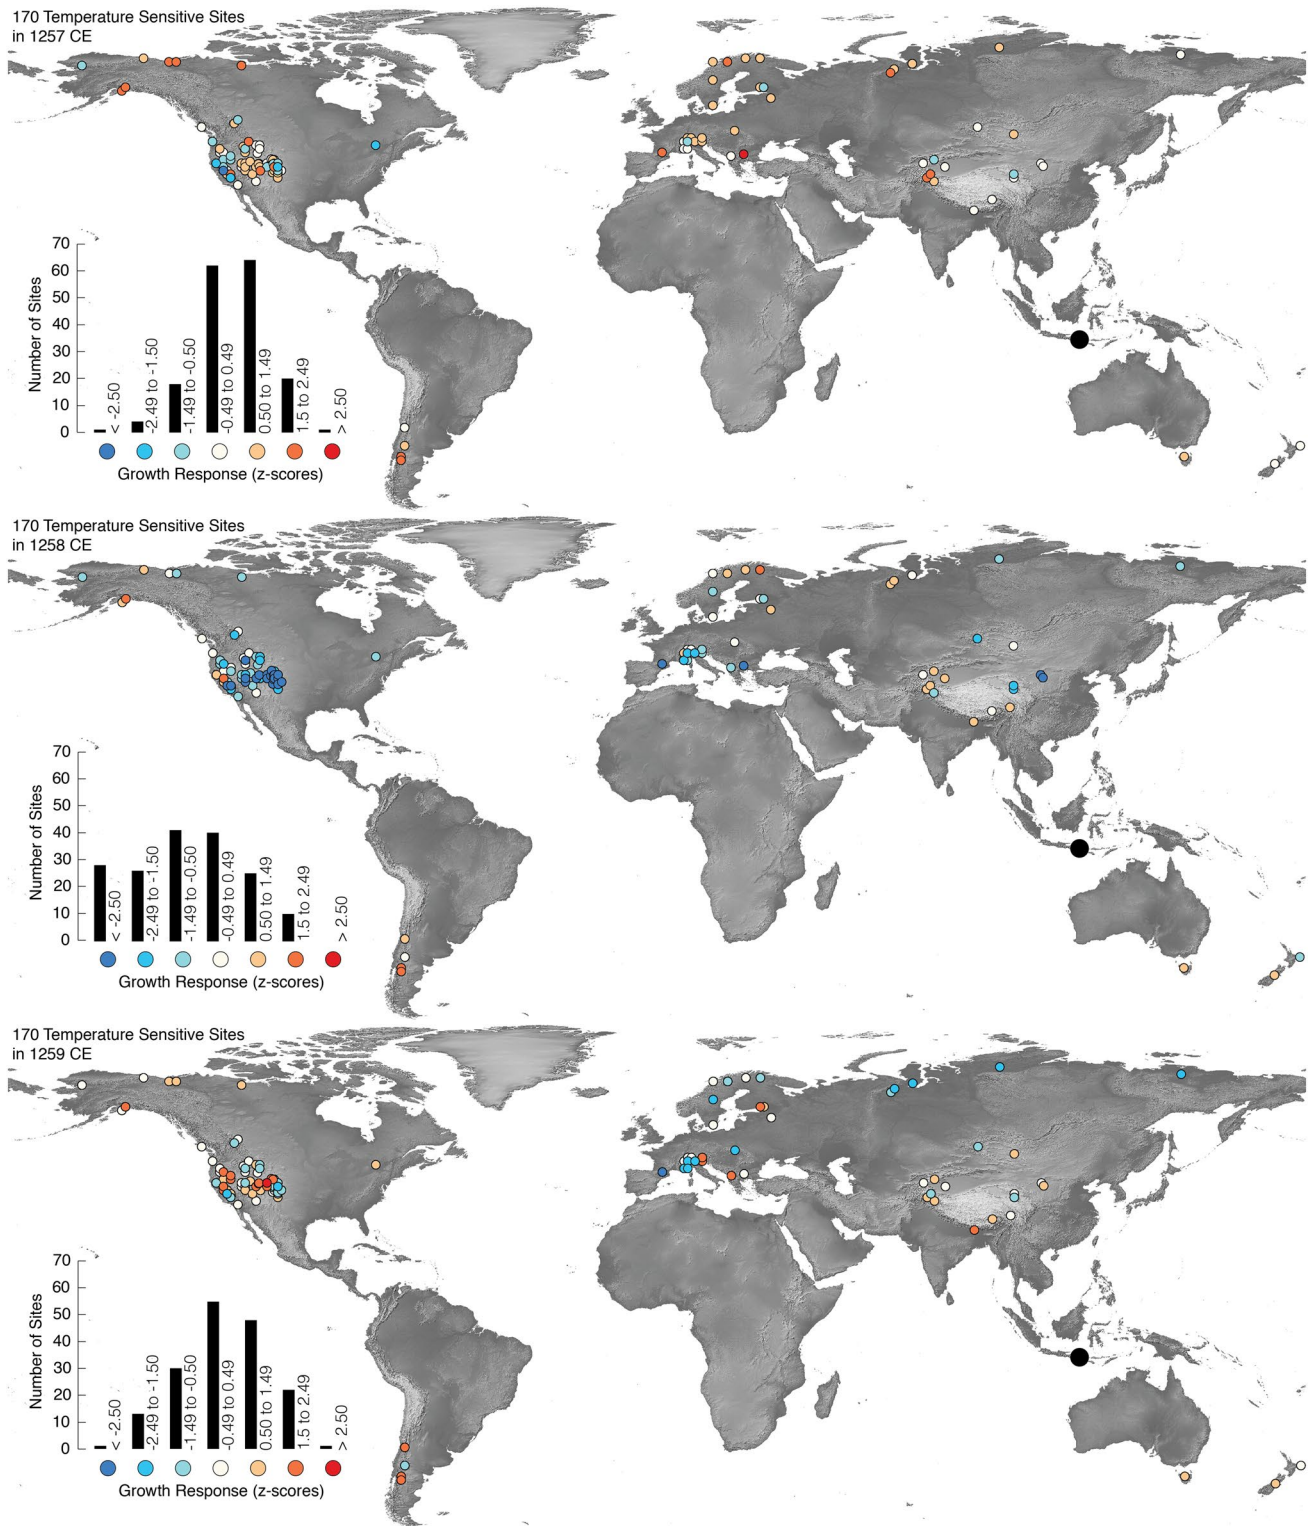 170 Temperature Sensitive Sites
in 1257 CE
70
60
50
40
30
20
10
0
Number of Sites
< -2.50
-2.49 to -1.50
-1.49 to -0.50
-0.49 to 0.49
0.50 to 1.49
1.5 to 2.49
> 2.50
Growth Response (z-scores)
170 Temperature Sensitive Sites
in 1258 CE
70
60
50
40
30
20
10
0
Number of Sites
< -2.50
-2.49 to -1.50
-1.49 to -0.50
-0.49 to 0.49
0.50 to 1.49
1.5 to 2.49
> 2.50
Growth Response (z-scores)
170 Temperature Sensitive Sites
in 1259 CE
70
60
50
40
30
20
10
0
Number of Sites
< -2.50
-2.49 to -1.50
-1.49 to -0.50
-0.49 to 0.49
0.50 to 1.49
1.5 to 2.49
> 2.50
Growth Response (z-scores)